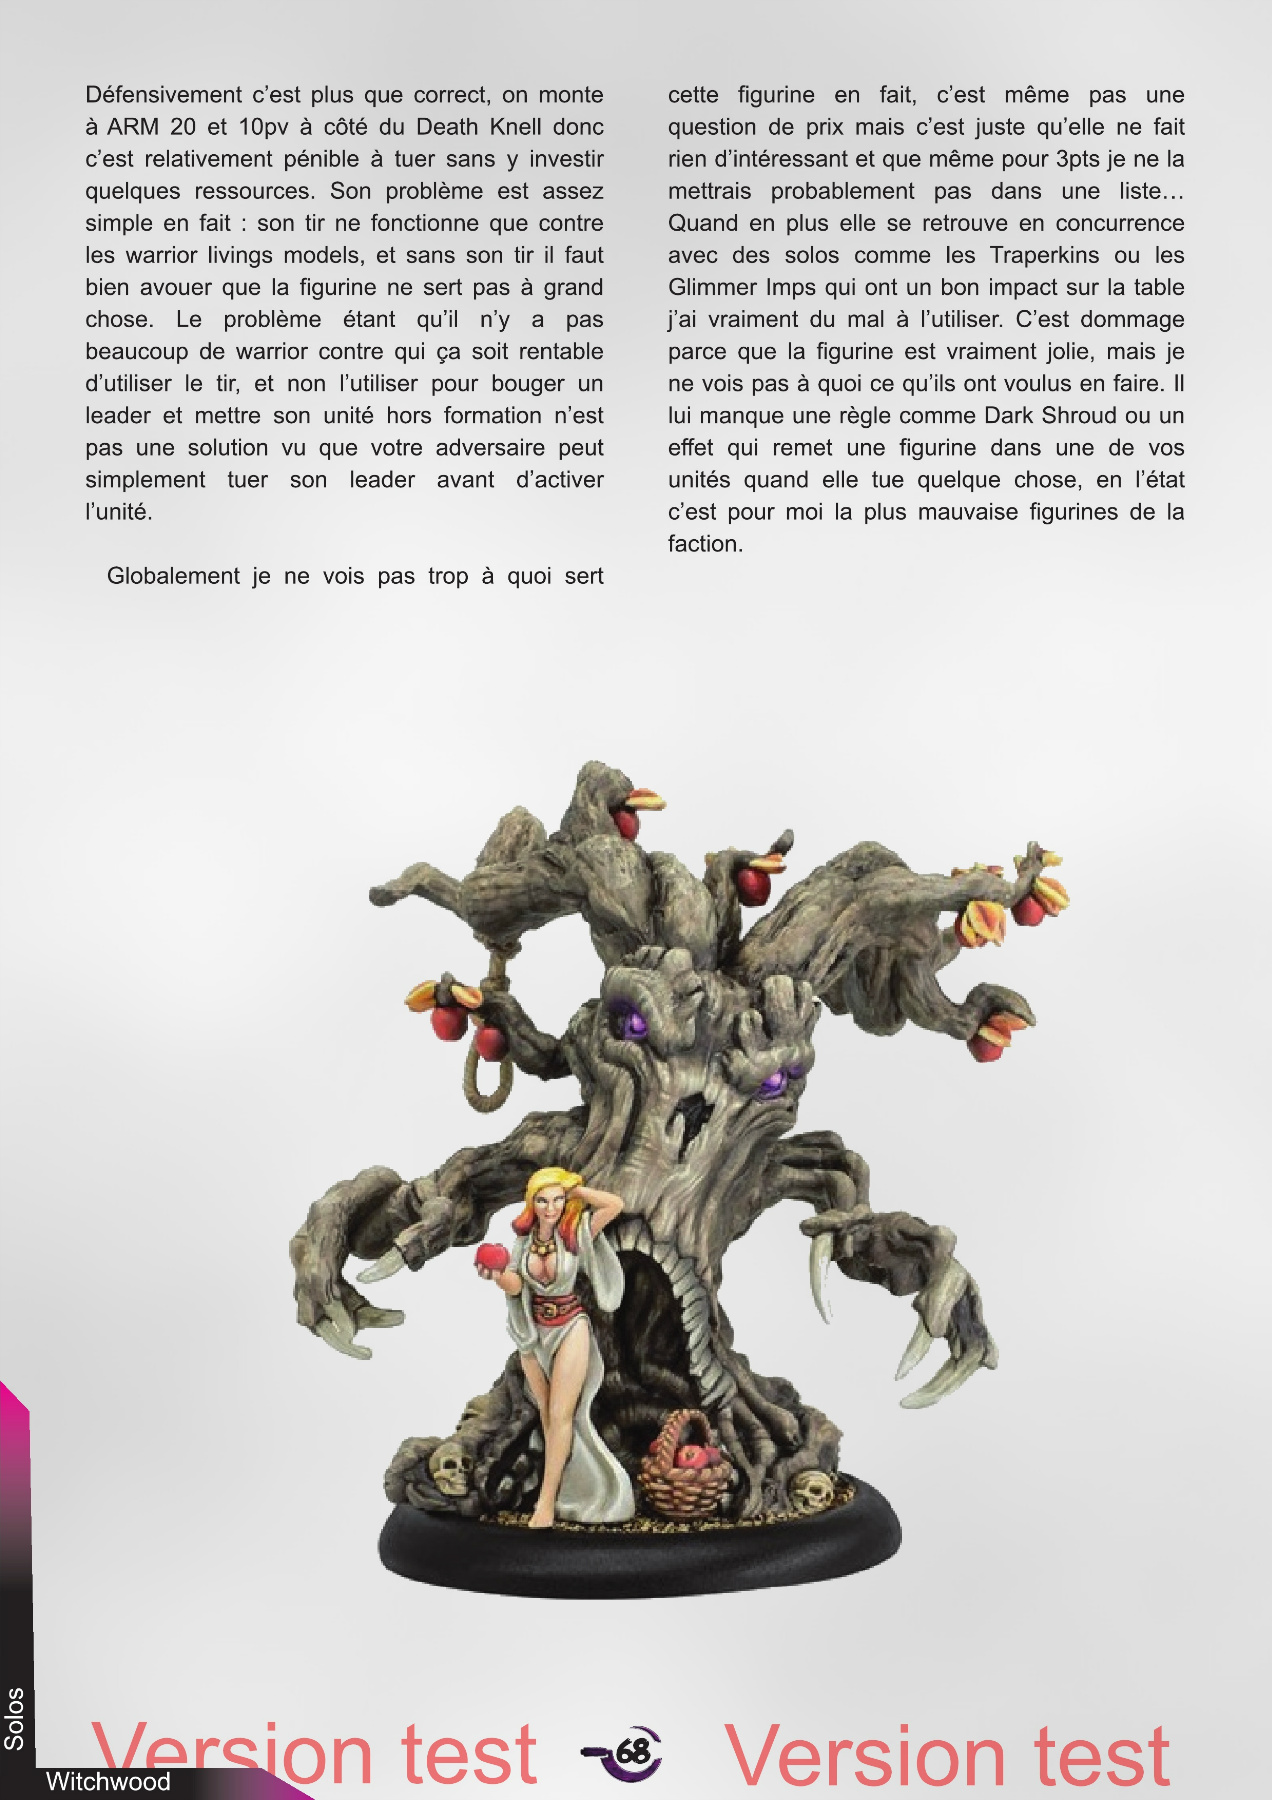 Défensivement c’est plus que correct, on monte
à ARM 20 et 10pv à côté du Death Knell donc
c’est relativement pénible à tuer sans y investir
quelques ressources. Son problème est assez
simple en fait : son tir ne fonctionne que contre
les warrior livings models, et sans son tir il faut
bien avouer que la figurine ne sert pas à grand
chose. Le problème étant qu’il n’y a pas
beaucoup de warrior contre qui ça soit rentable
d’utiliser le tir, et non l’utiliser pour bouger un
leader et mettre son unité hors formation n’est
pas une solution vu que votre adversaire peut
simplement tuer son leader avant d’activer
l’unité.
Globalement je ne vois pas trop à quoi sert
cette figurine en fait, c’est même pas une
question de prix mais c’est juste qu’elle ne fait
rien d’intéressant et que même pour 3pts je ne la
mettrais probablement pas dans une liste…
Quand en plus elle se retrouve en concurrence
avec des solos comme les Traperkins ou les
Glimmer Imps qui ont un bon impact sur la table
j’ai vraiment du mal à l’utiliser. C’est dommage
parce que la figurine est vraiment jolie, mais je
ne vois pas à quoi ce qu’ils ont voulus en faire. Il
lui manque une règle comme Dark Shroud ou un
effet qui remet une figurine dans une de vos
unités quand elle tue quelque chose, en l’état
c’est pour moi la plus mauvaise figurines de la
faction.
Solos
Witchwood
Version test
68
Version test